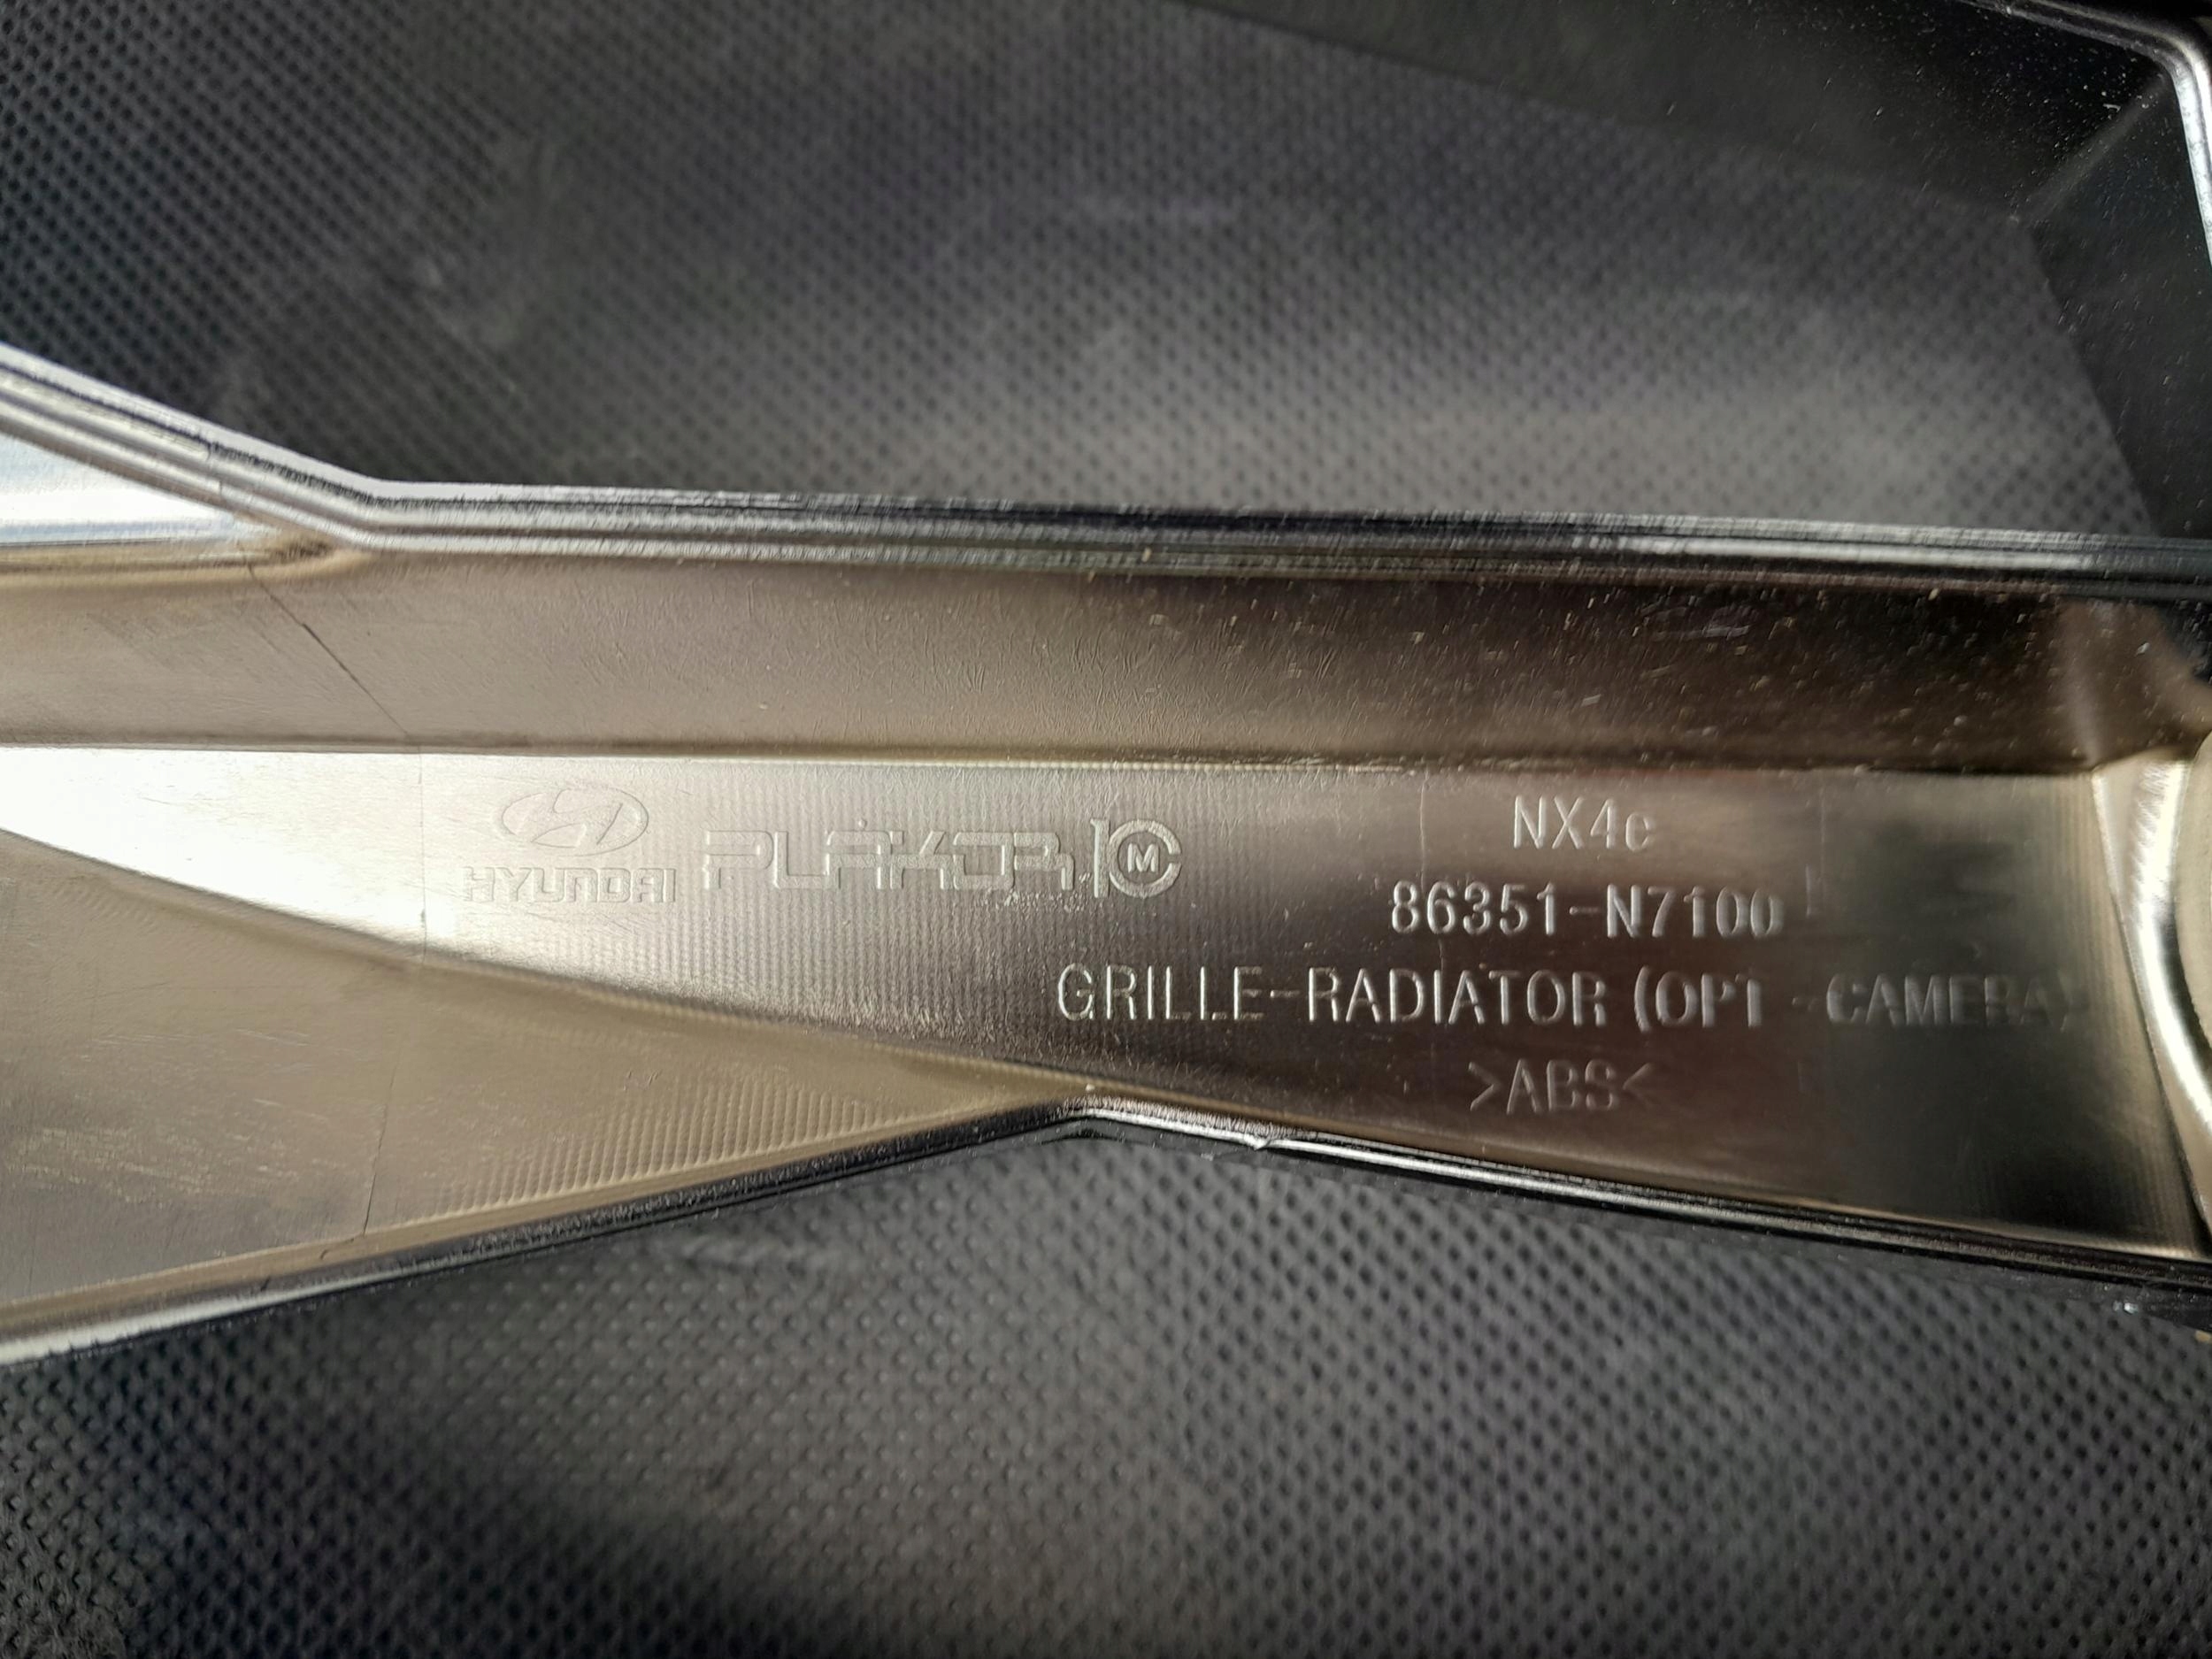 HYUNDAI PLAKOR M
NX4c
86351-N7100
GRILLE-RADIATOR (OPT -CAMERA)
>ABS<